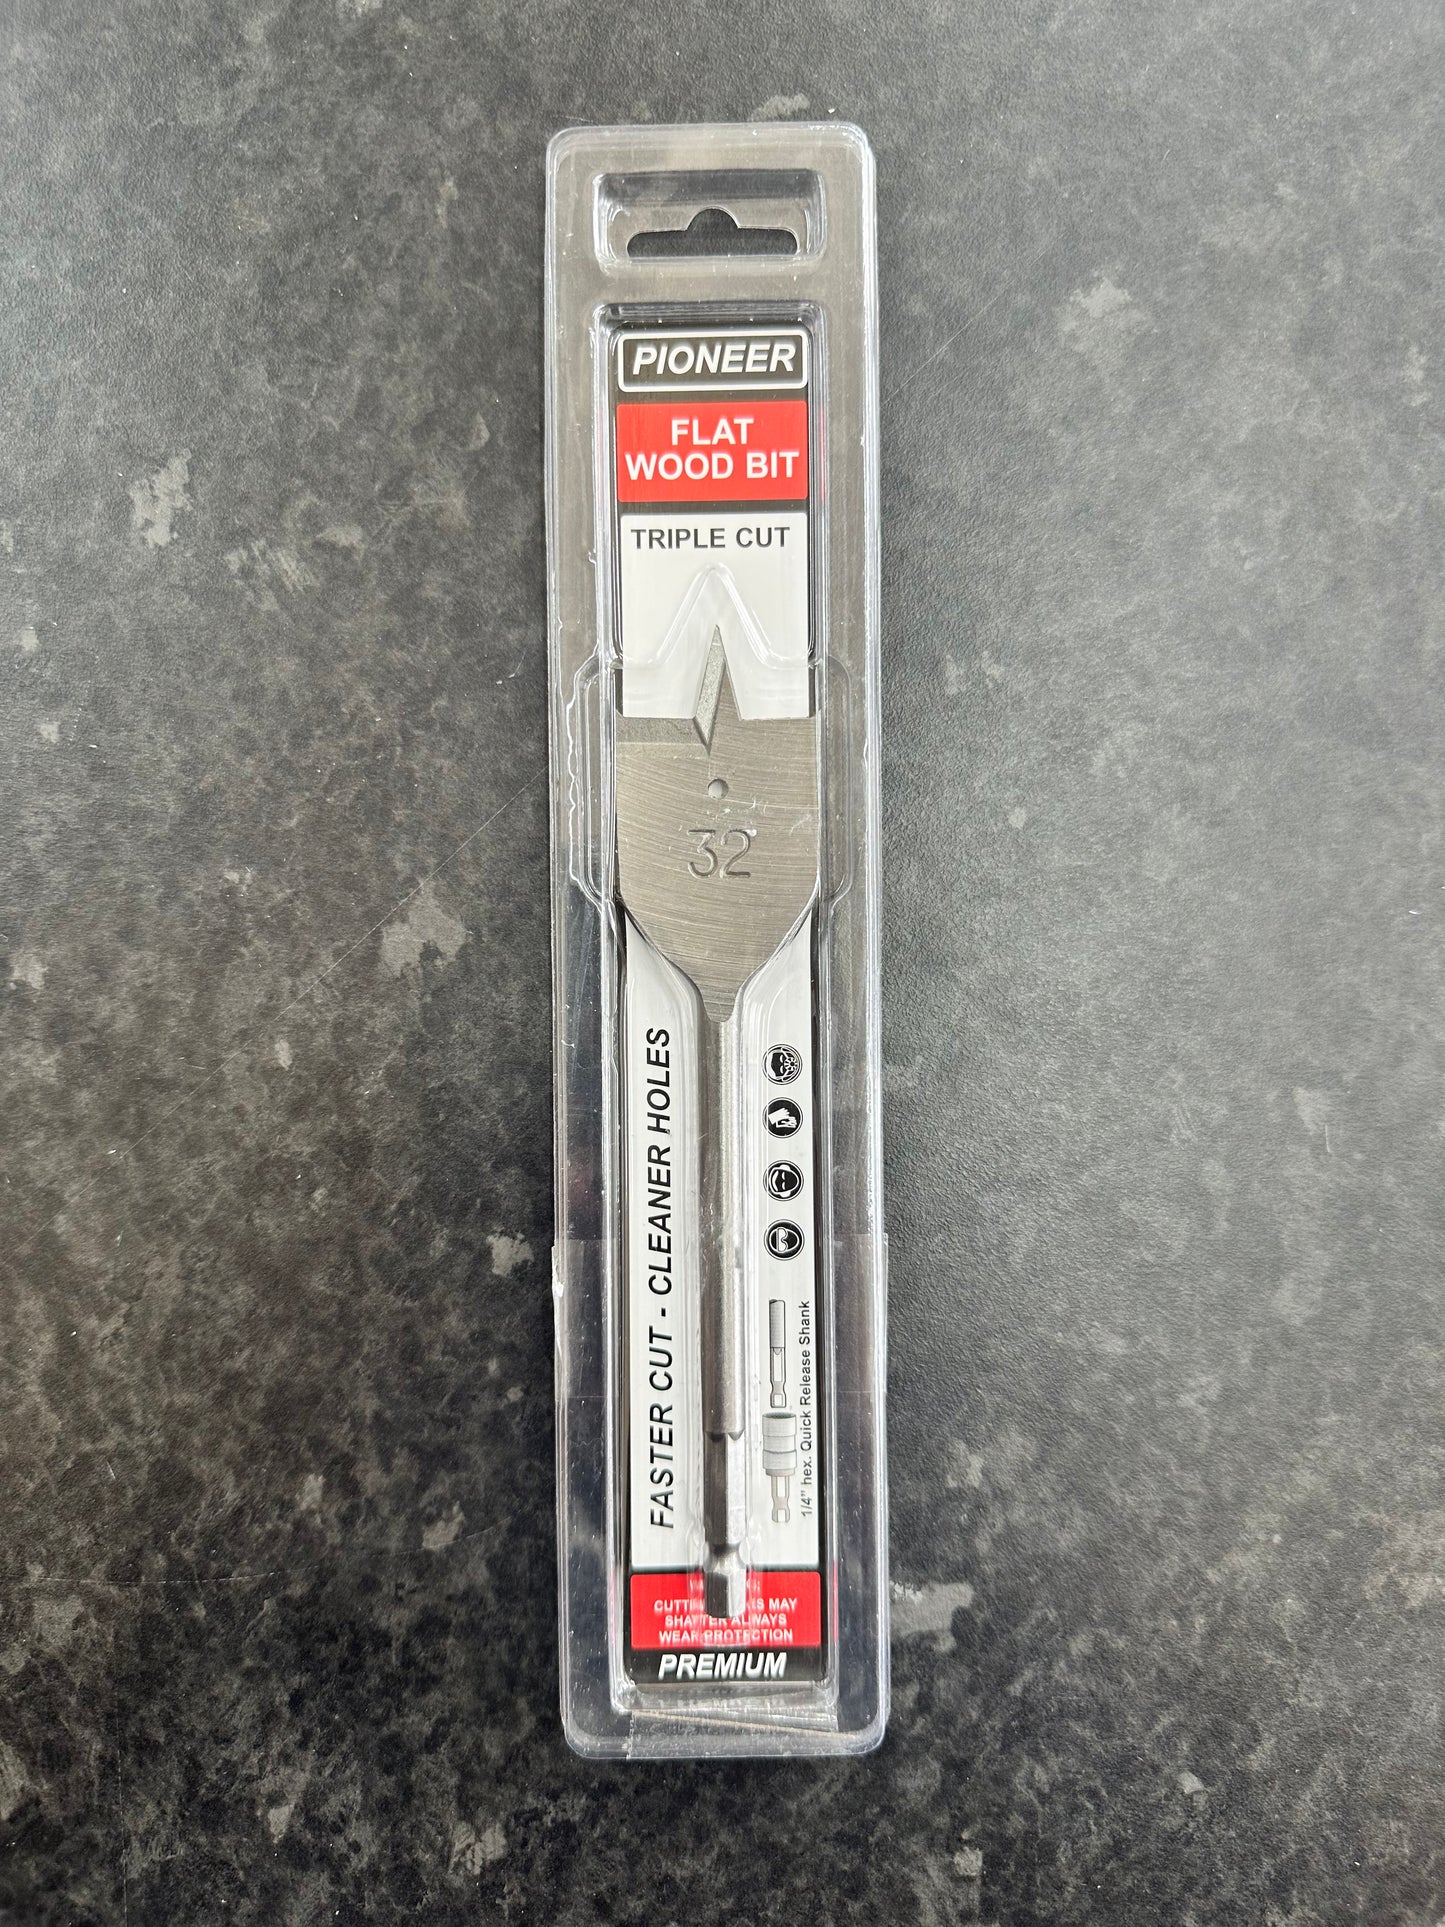 PIONEER
FLAT
WOOD BIT
TRIPLE CUT
32
FASTER CUT - CLEANER HOLES
1/4" hex. Quick Release Shank
MAY
SHATTER ALWAYS
WEAR PROTECTION
PREMIUM